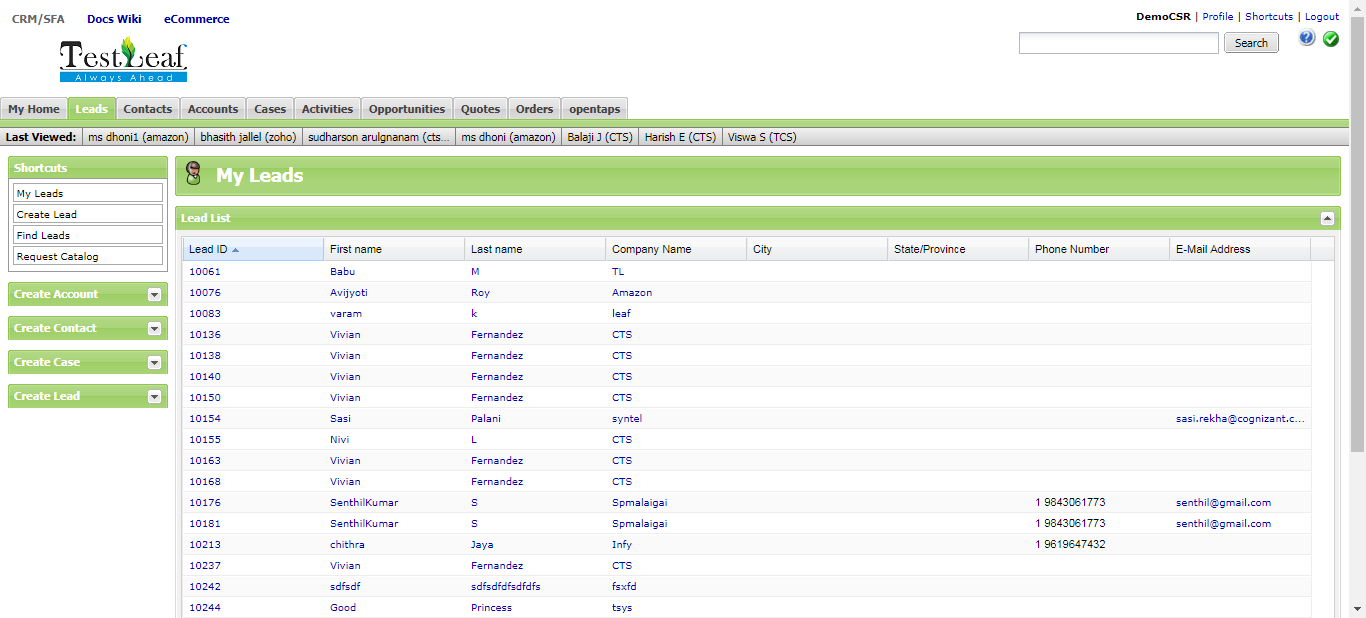 CRM/SFA Docs Wiki eCommerce
DemoCSR | Profile | Shortcuts | Logout
TestLeaf
Always Ahead
Search
My Home Leads Contacts Accounts Cases Activities Opportunities Quotes Orders opentaps
Last Viewed: ms dhoni1 (amazon) bhasith jallel (zoho) sudharson arulgnanam (cts... ms dhoni (amazon) Balaji J (CTS) Harish E (CTS) Viswa S (TCS)
Shortcuts
My Leads
Create Lead
Find Leads
Request Catalog
Create Account
Create Contact
Create Case
Create Lead
My Leads
Lead List
Lead ID First name Last name Company Name City State/Province Phone Number E-Mail Address
10061 Babu M TL
10076 Avijyoti Roy Amazon
10083 varam k leaf
10136 Vivian Fernandez CTS
10138 Vivian Fernandez CTS
10140 Vivian Fernandez CTS
10150 Vivian Fernandez CTS
10154 Sasi Palani syntel sasi.rekha@cognizant.c...
10155 Nivi L CTS
10163 Vivian Fernandez CTS
10168 Vivian Fernandez CTS
10176 SenthilKumar S Spmalaigai 1 9843061773 senthil@gmail.com
10181 SenthilKumar S Spmalaigai 1 9843061773 senthil@gmail.com
10213 chithra Jaya Infy 1 9619647432
10237 Vivian Fernandez CTS
10242 sdfsdf sdfsdfdfsdfdfs fsxfd
10244 Good Princess tsys